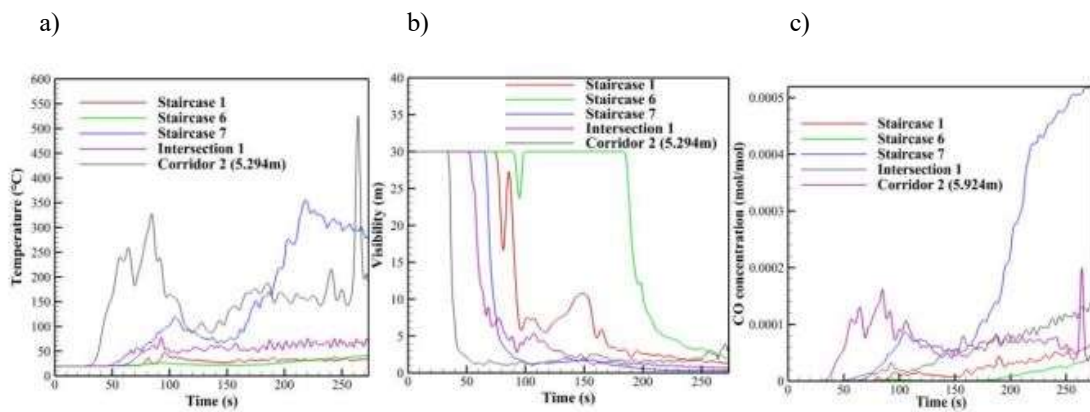 a)
b)
c)
600
550
500
450
400
350
300
250
200
150
100
50
0
Temperature (°C)
Staircase 1
Staircase 6
Staircase 7
Intersection 1
Corridor 2 (5.294m)
0 50 100 150 200 250
Time (s)
40
35
30
25
20
15
10
5
0
Visibility (m)
Staircase 1
Staircase 6
Staircase 7
Intersection 1
Corridor 2 (5.294m)
0 50 100 150 200 250
Time (s)
0.0005
0.0004
0.0003
0.0002
0.0001
0.0000
CO concentration (mol/mol)
Staircase 1
Staircase 6
Staircase 7
Intersection 1
Corridor 2 (5.924m)
0 50 100 150 200 250
Time (s)